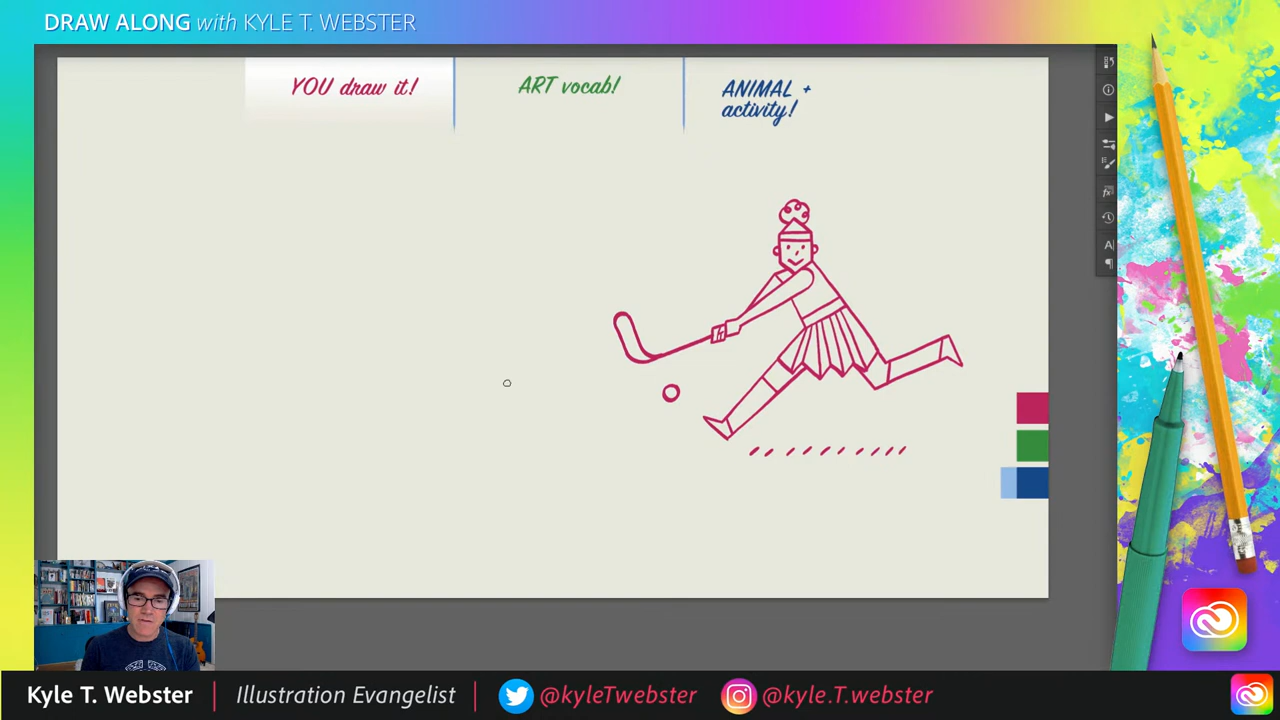 DRAW ALONG with KYLE T. WEBSTER
YOU draw it!
ART vocab!
ANIMAL +
activity!
Kyle T. Webster
Illustration Evangelist
@kyleTwebster
@kyle.T.webster